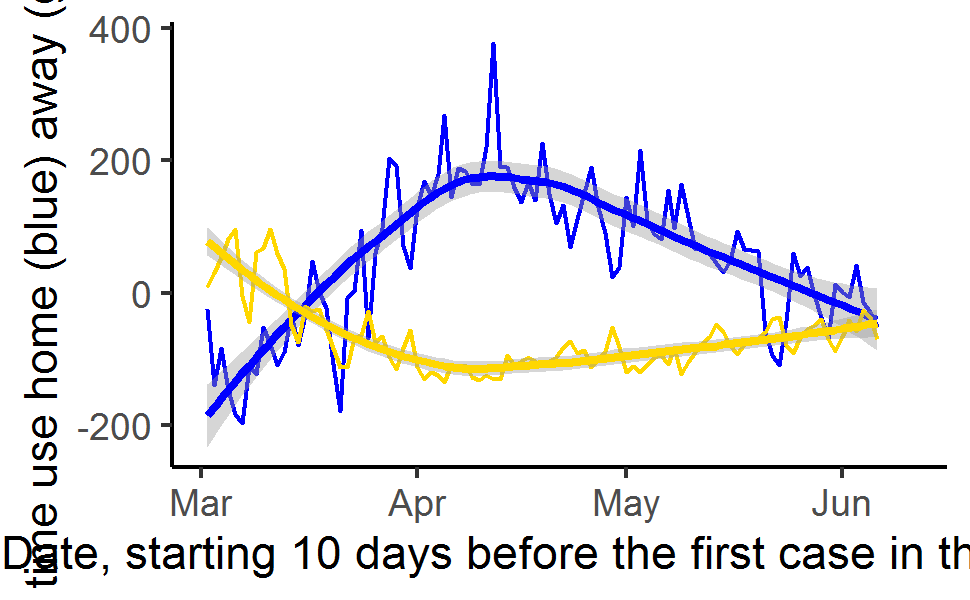 time use home (blue) away (g
400
200
0
-200
Mar Apr May Jun
Date, starting 10 days before the first case in th